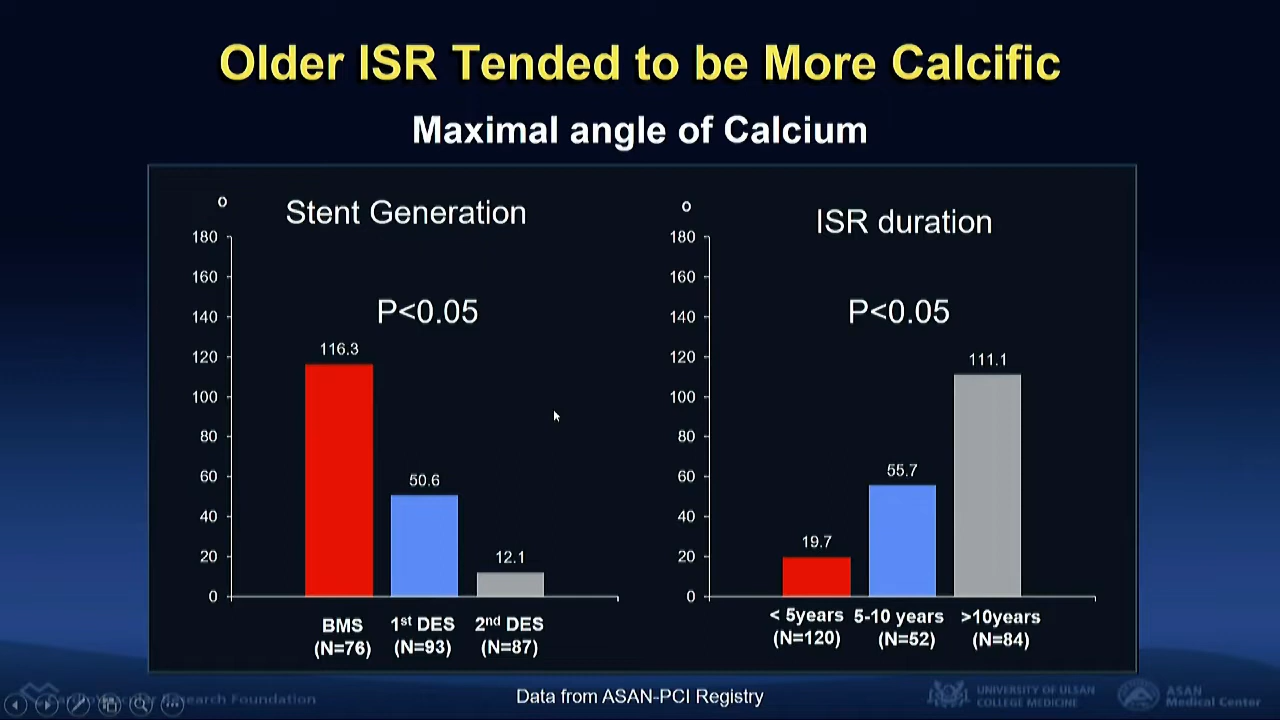 Older ISR Tended to be More Calcific
Maximal angle of Calcium
o
Stent Generation
180
160
140
120
100
80
60
40
20
0
P<0.05
116.3
50.6
12.1
BMS
(N=76)
1st DES
(N=93)
2nd DES
(N=87)
o
ISR duration
180
160
140
120
100
80
60
40
20
0
P<0.05
19.7
55.7
111.1
< 5years
(N=120)
5-10 years
(N=52)
>10years
(N=84)
Data from ASAN-PCI Registry
Research Foundation
UNIVERSITY OF ULSAN
COLLEGE MEDICINE
ASAN
Medical Center